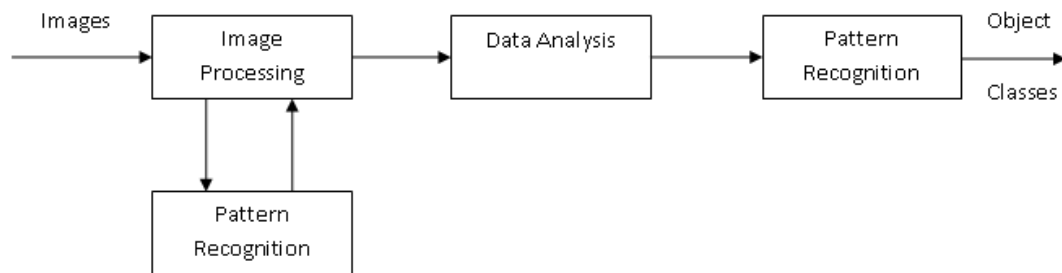 Images
Image
Processing
Data Analysis
Pattern
Recognition
Object
Classes
Pattern
Recognition